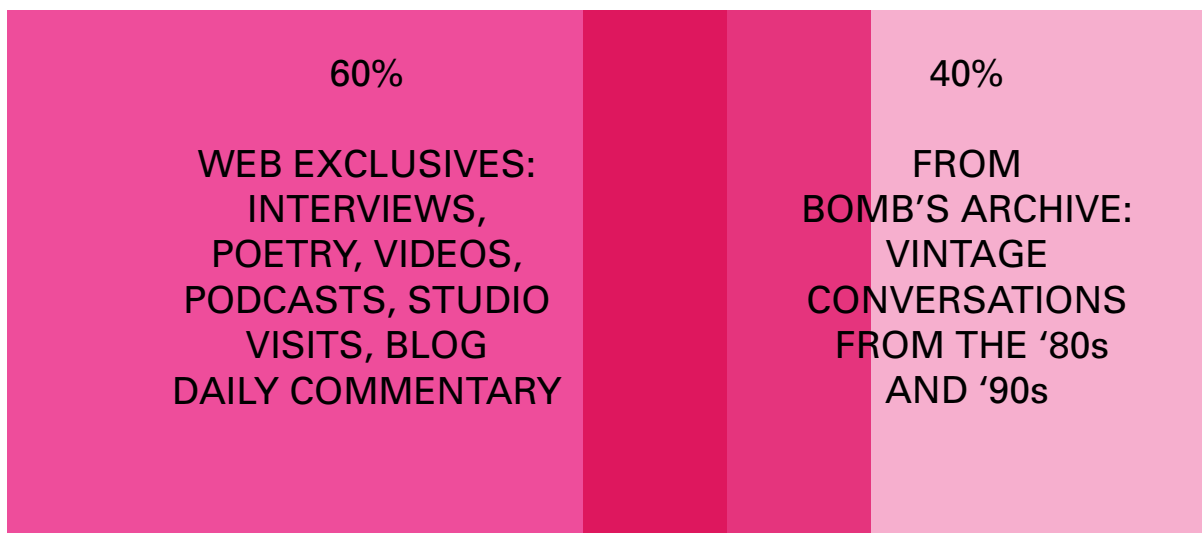 60%
WEB EXCLUSIVES:
INTERVIEWS,
POETRY, VIDEOS,
PODCASTS, STUDIO
VISITS, BLOG
DAILY COMMENTARY
40%
FROM
BOMB’S ARCHIVE:
VINTAGE
CONVERSATIONS
FROM THE ‘80s
AND ‘90s